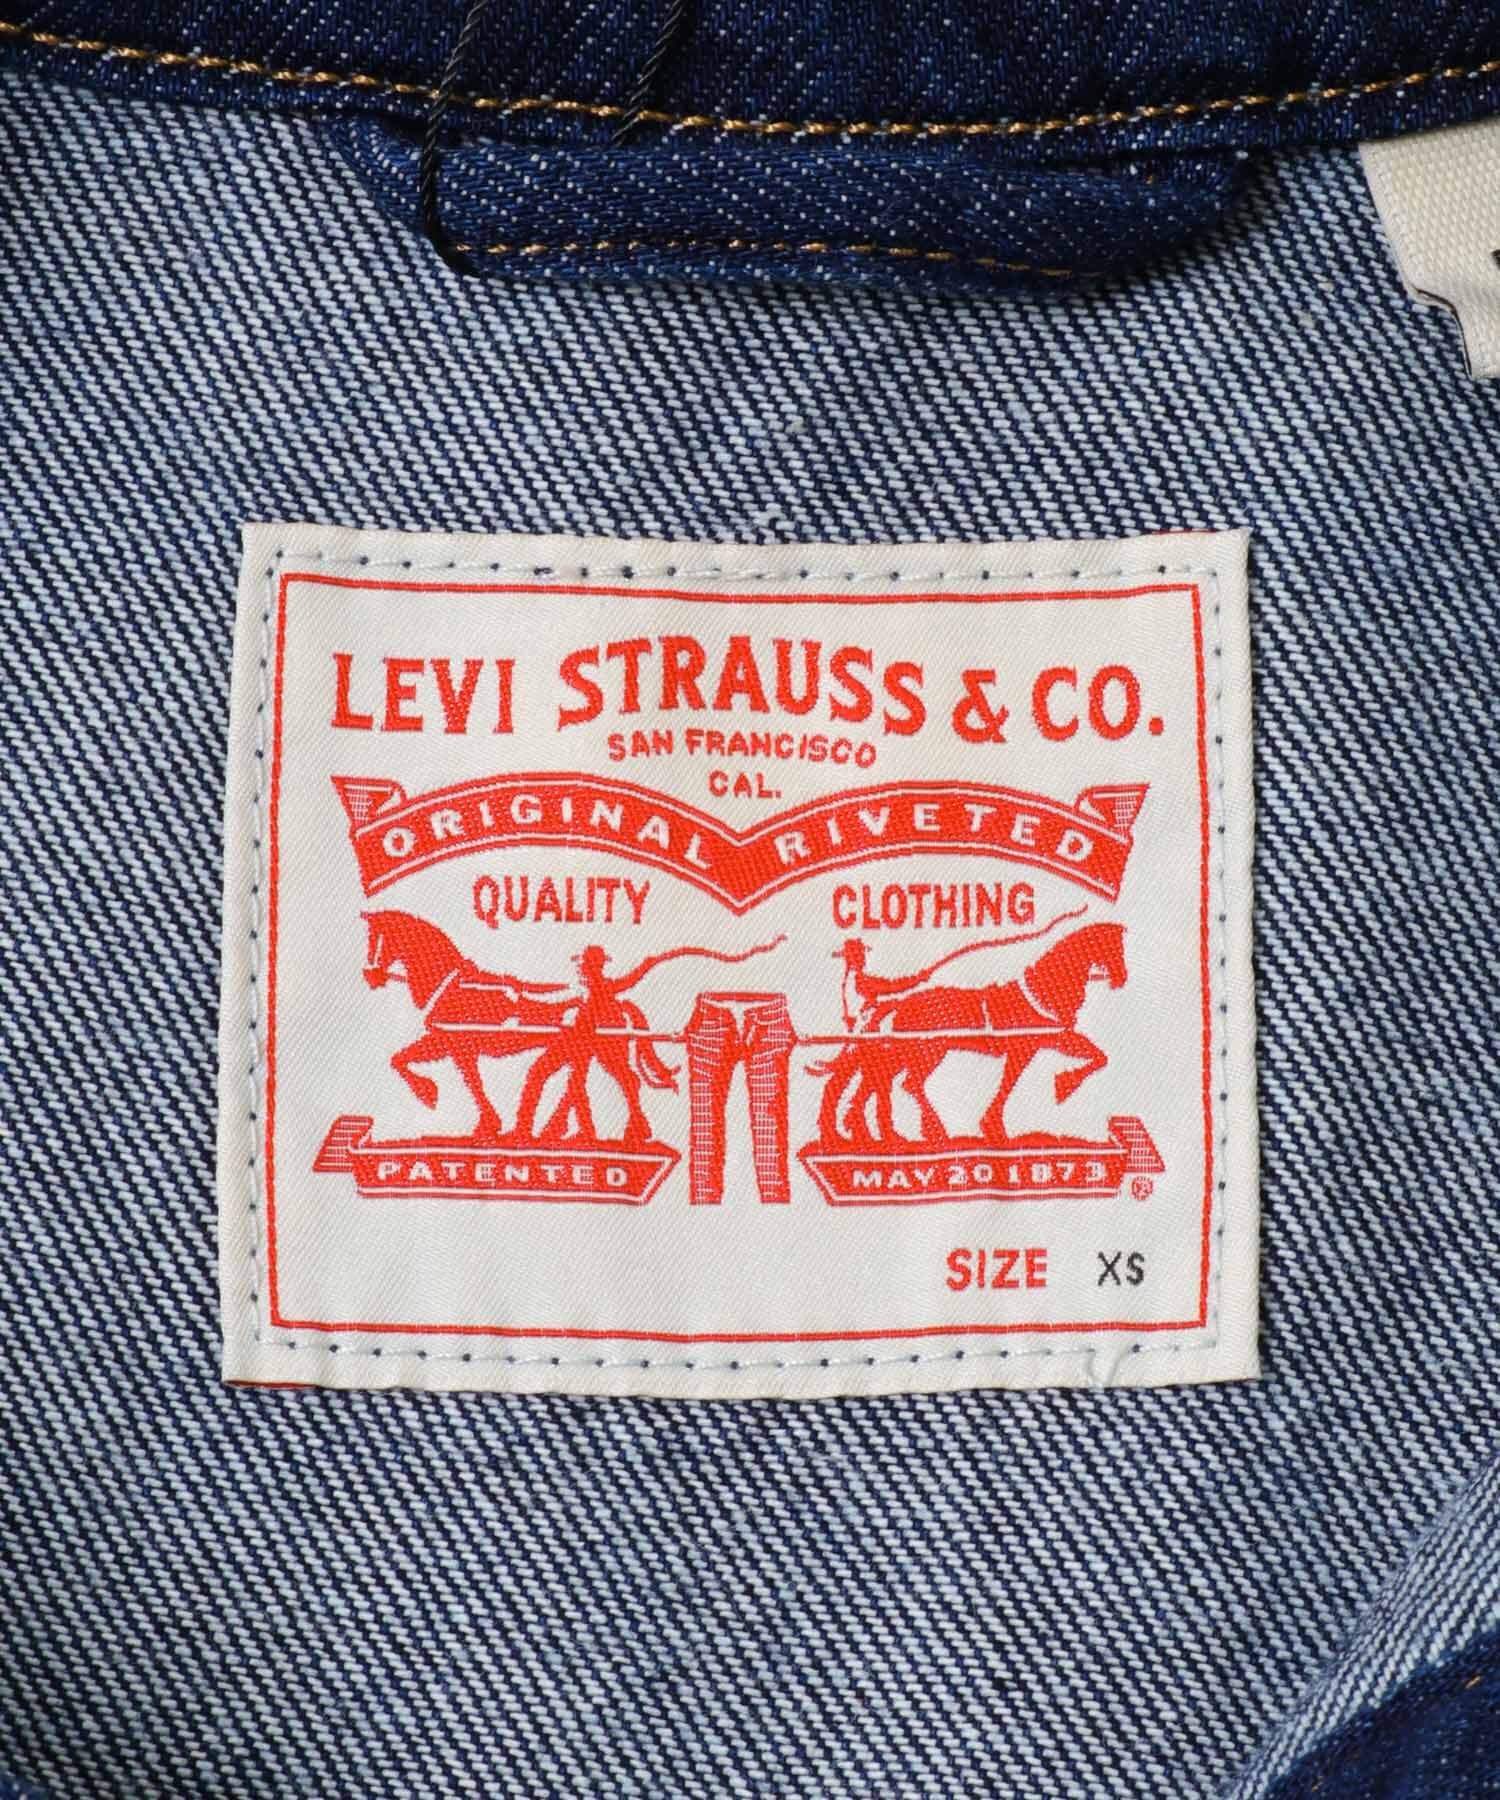 LEVI STRAUSS & CO.
SAN FRANCISCO
CAL.
ORIGINAL RIVETED
QUALITY CLOTHING
PATENTED MAY 20 1873 ®
SIZE XS